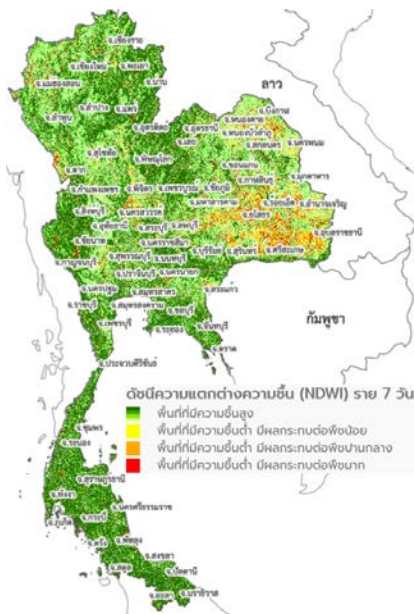 จ.เชียงราย
จ.เชียงใหม่
จ.พะเยา
จ.แม่ฮ่องสอน
จ.น่าน
ลาว
จ.ลำปาง
จ.แพร่
จ.บึงกาฬ
จ.ลำพูน
จ.หนองคาย
จ.อุตรดิตถ์
จ.อุดรธานี
จ.หนองบัวลำภู
จ.เลย
จ.สกลนคร
จ.นครพนม
จ.สุโขทัย
จ.พิษณุโลก
จ.ขอนแก่น
จ.ตาก
จ.กาฬสินธุ์
จ.มุกดาหาร
จ.กำแพงเพชร
จ.พิจิตร
จ.เพชรบูรณ์
จ.ชัยภูมิ
จ.มหาสารคาม
จ.ร้อยเอ็ด
จ.อำนาจเจริญ
จ.สิงห์บุรี
จ.นครสวรรค์
จ.ยโสธร
จ.อุทัยธานี
จ.สระบุรี
จ.ลพบุรี
จ.อุบลราชธานี
จ.ชัยนาท
จ.นครราชสีมา
จ.บุรีรัมย์
จ.สุรินทร์
จ.ศรีสะเกษ
จ.กาญจนบุรี
จ.สุพรรณบุรี
จ.นนทบุรี
จ.ปราจีนบุรี
จ.นครนายก
จ.นครปฐม
จ.สมุทรสาคร
จ.สระแก้ว
จ.ราชบุรี
จ.สมุทรสงคราม
จ.ชลบุรี
กัมพูชา
จ.เพชรบุรี
จ.ระยอง
จ.จันทบุรี
จ.ตราด
จ.ประจวบคีรีขันธ์
ดัชนีความแตกต่างความชื้น (NDWI) ราย 7 วัน
พื้นที่ที่มีความชื้นสูง
พื้นที่ที่มีความชื้นต่ำ มีผลกระทบต่อพืชน้อย
พื้นที่ที่มีความชื้นต่ำ มีผลกระทบต่อพืชปานกลาง
พื้นที่ที่มีความชื้นต่ำ มีผลกระทบต่อพืชมาก
จ.ชุมพร
จ.ระนอง
จ.สุราษฎร์ธานี
จ.พังงา
จ.นครศรีธรรมราช
จ.ภูเก็ต
จ.กระบี่
จ.ตรัง
จ.พัทลุง
จ.สงขลา
จ.สตูล
จ.ปัตตานี
จ.ยะลา
จ.นราธิวาส